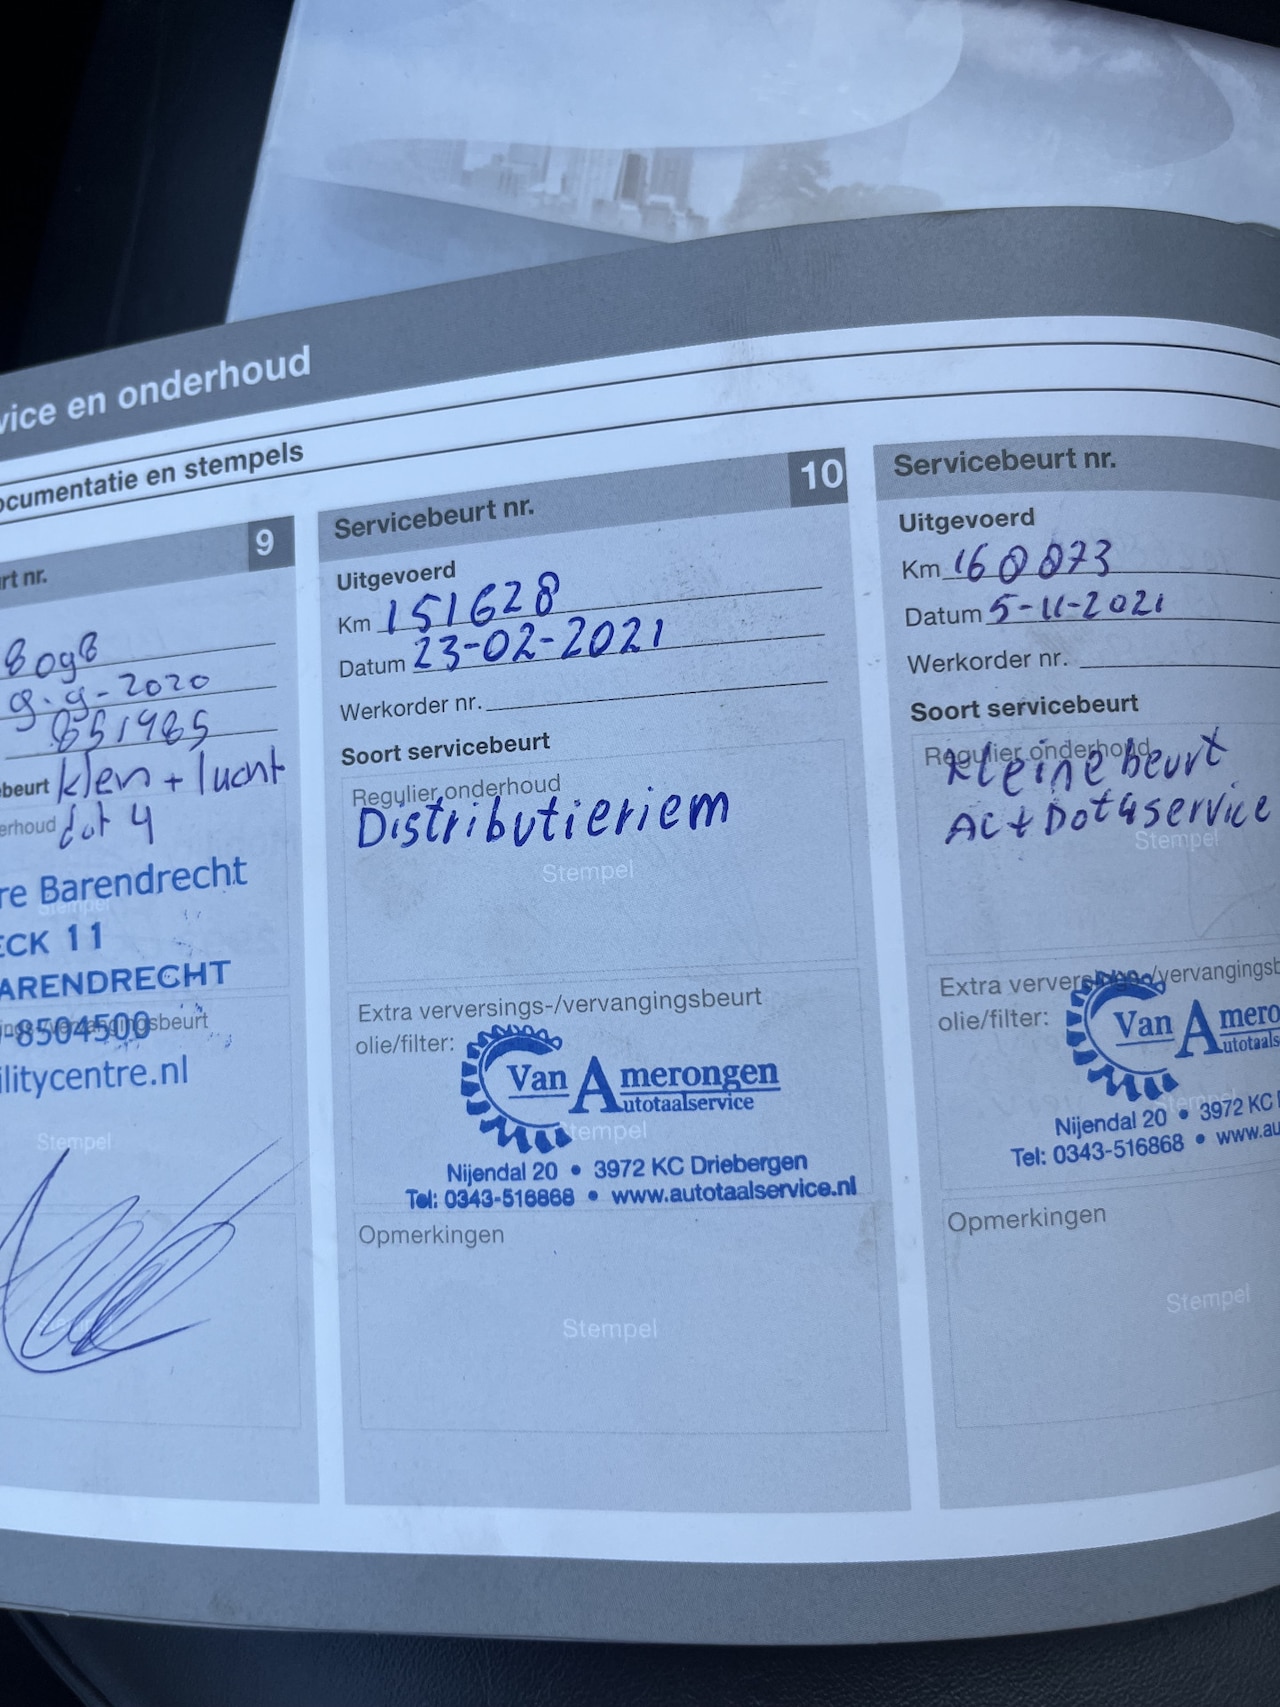 vice en onderhoud
ocumentatie en stempels
9
rt nr.
8098
9-9-2020
851985
beurt klein + lucht
erhoud dot 4
re Barendrecht
ECK 11
ARENDRECHT
-8504500
ilitycentre.nl
Stempel
Servicebeurt nr. 10
Uitgevoerd
Km 151628
Datum 23-02-2021
Werkorder nr.
Soort servicebeurt
Regulier onderhoud
Distributieriem
Stempel
Extra verversings-/vervangingsbeurt
olie/filter:
Van Amerongen
Autotaalservice
Stempel
Nijendal 20 • 3972 KC Driebergen
Tel: 0343-516868 • www.autotaalservice.nl
Opmerkingen
Stempel
Servicebeurt nr.
Uitgevoerd
Km 160073
Datum 5-11-2021
Werkorder nr.
Soort servicebeurt
Regulier onderhoud
Kleine beurt
AC + Dot4service
Stempel
Extra verversings-/vervangingsb
olie/filter:
Van Amero
Autotaals
Nijendal 20 • 3972 KC
Tel: 0343-516868 • www.au
Opmerkingen
Stempel